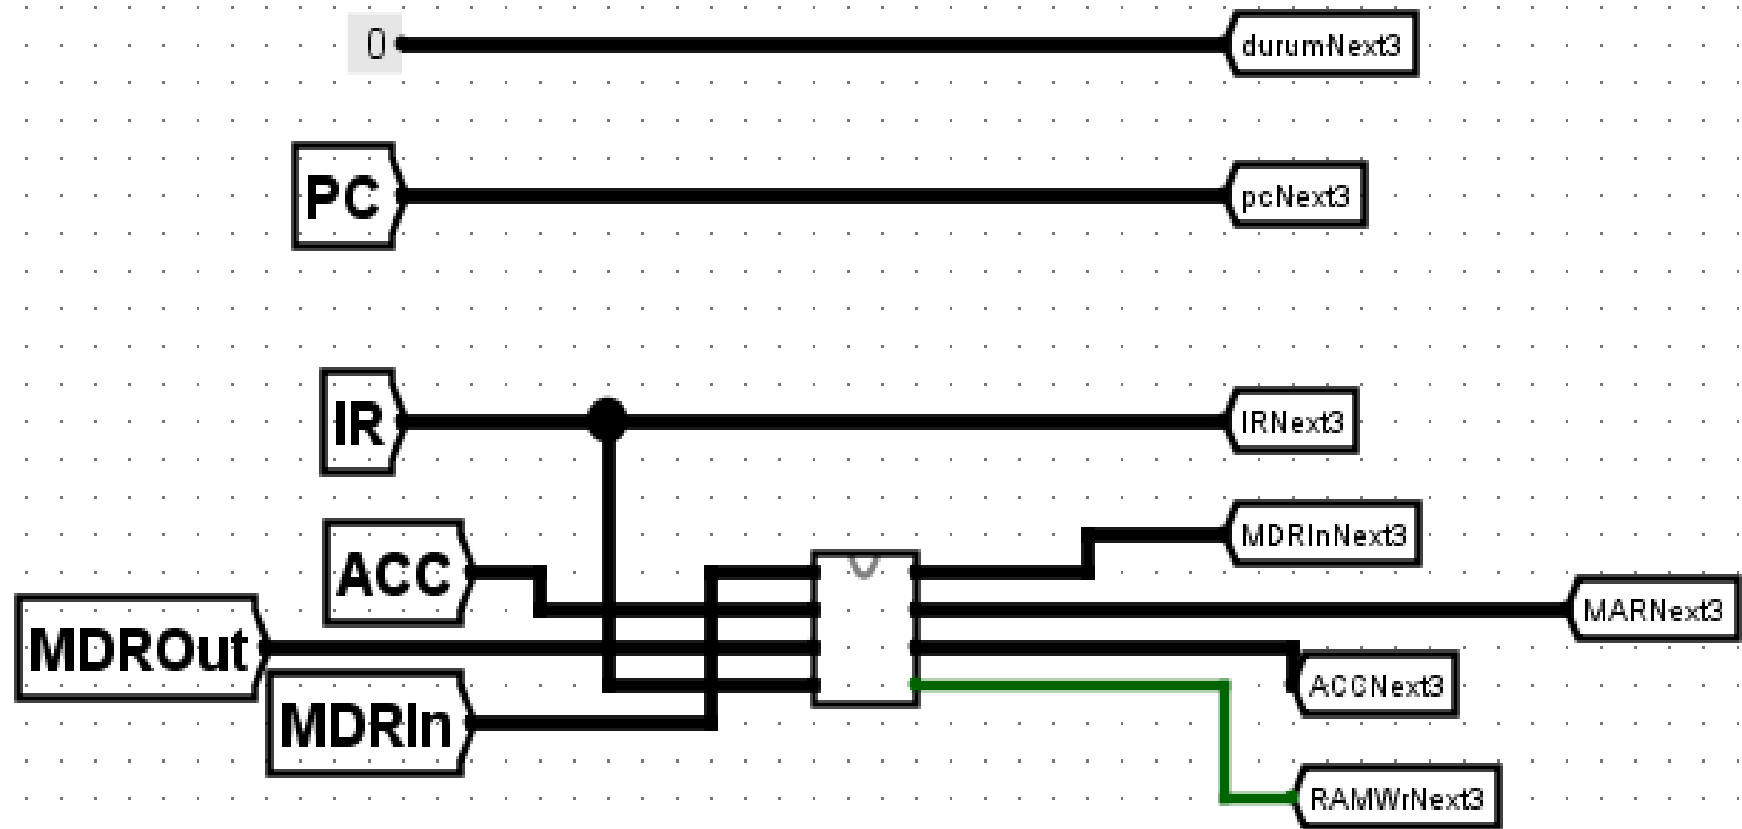 0
durumNext3
PC
pcNext3
IR
IRNext3
MDRInNext3
ACC
MARNext3
MDROut
ACCNext3
MDRIn
RAMWrNext3